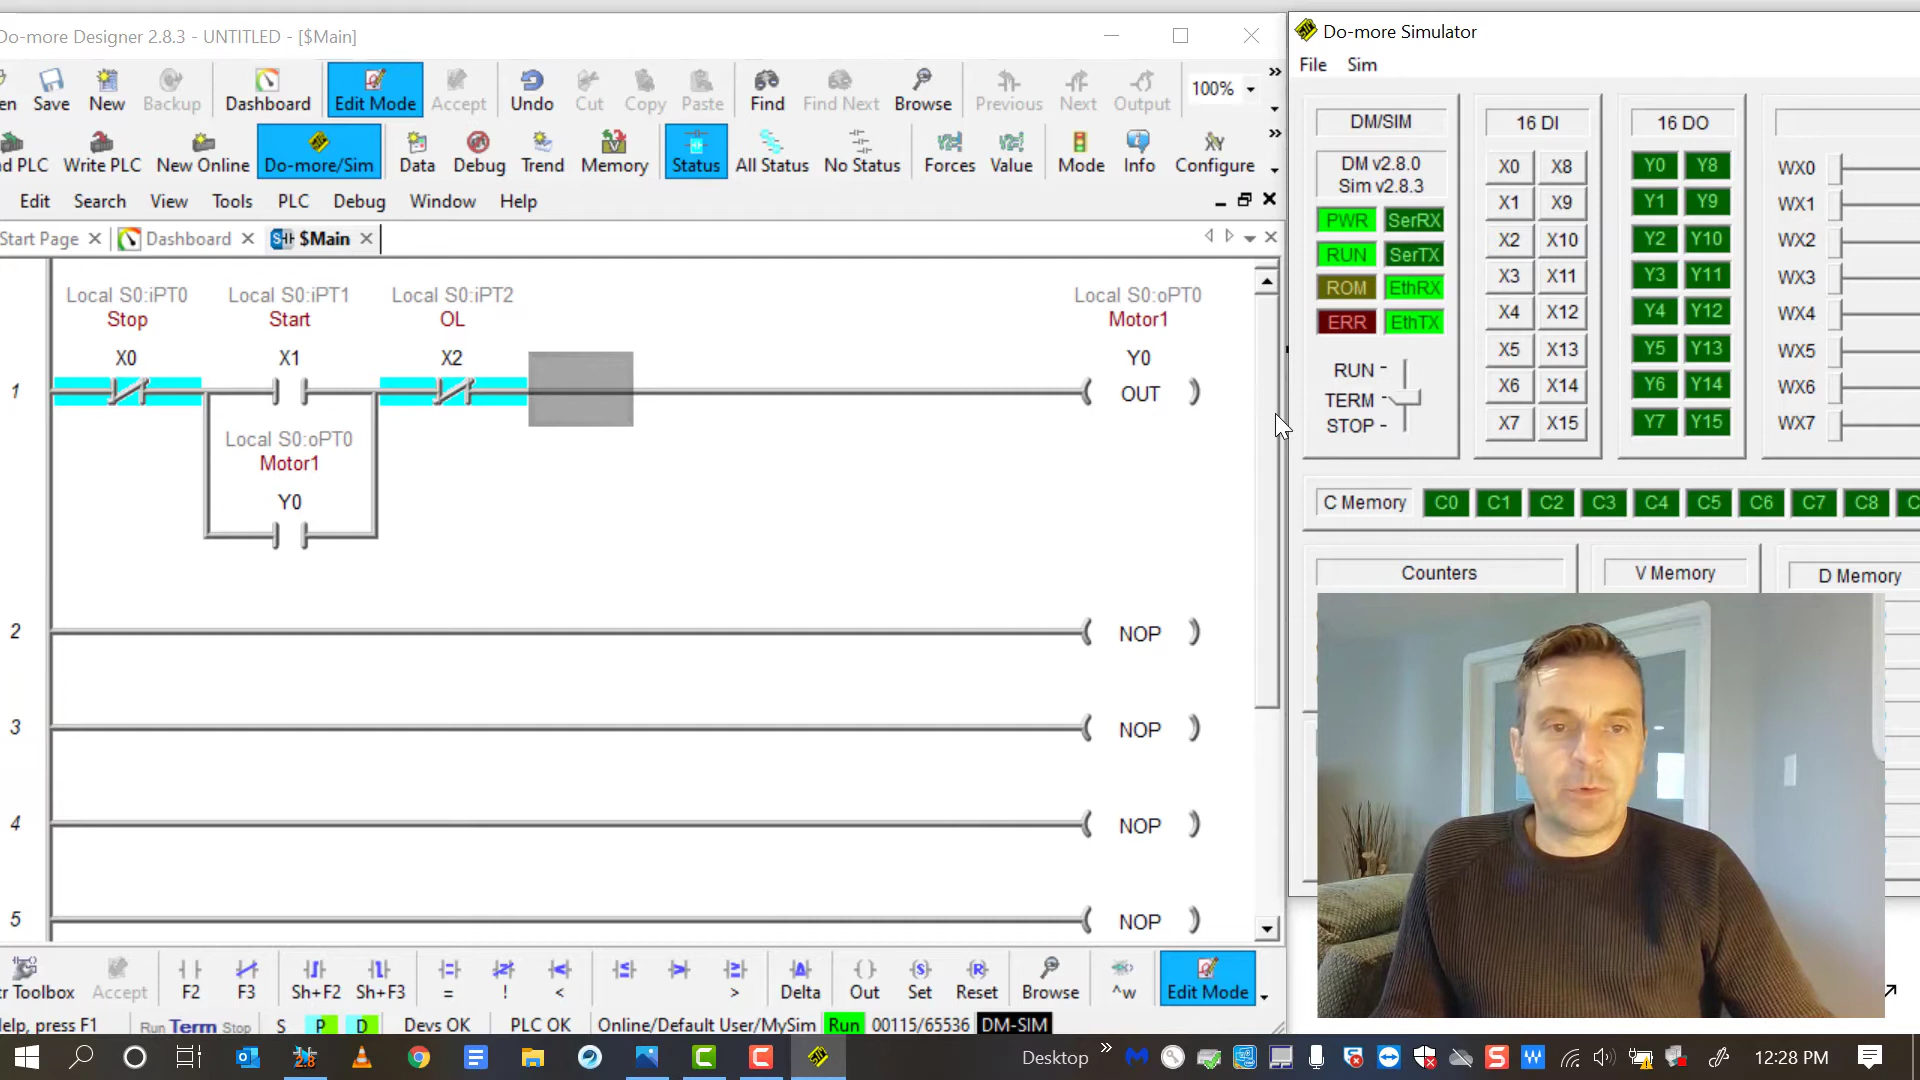 Do-more Designer 2.8.3 - UNTITLED - [$Main]
en Save New Backup Dashboard Edit Mode Accept Undo Cut Copy Paste Find Find Next Browse Previous Next Output 100%
d PLC Write PLC New Online Do-more/Sim Data Debug Trend Memory Status All Status No Status Forces Value Mode Info Configure
Edit Search View Tools PLC Debug Window Help
Start Page Dashboard $Main
Local S0:iPT0 Local S0:iPT1 Local S0:iPT2 Local S0:oPT0
Stop Start OL Motor1
X0 X1 X2 Y0
1 OUT
Local S0:oPT0
Motor1
Y0
2 NOP
3 NOP
4 NOP
5 NOP
r Toolbox Accept F2 F3 Sh+F2 Sh+F3 = ! < > Delta Out Set Reset Browse ^w Edit Mode
elp, press F1 Run Term Stop S P D Devs OK PLC OK Online/Default User/MySim Run 00115/65536 DM-SIM
Do-more Simulator
File Sim
DM/SIM 16 DI 16 DO
DM v2.8.0
Sim v2.8.3
PWR SerRX
RUN SerTX
ROM EthRX
ERR EthTX
RUN
TERM
STOP
X0 X8
X1 X9
X2 X10
X3 X11
X4 X12
X5 X13
X6 X14
X7 X15
Y0 Y8
Y1 Y9
Y2 Y10
Y3 Y11
Y4 Y12
Y5 Y13
Y6 Y14
Y7 Y15
WX0
WX1
WX2
WX3
WX4
WX5
WX6
WX7
C Memory C0 C1 C2 C3 C4 C5 C6 C7 C8 C
Counters V Memory D Memory
2.8 Desktop 12:28 PM